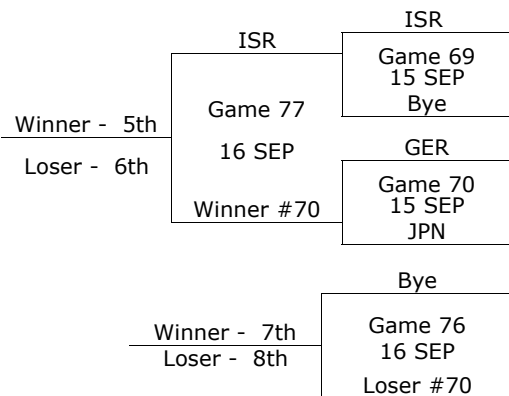 ISR
ISR
Game 69
15 SEP
Bye
Game 77
16 SEP
Winner - 5th
Loser - 6th
GER
Game 70
15 SEP
JPN
Winner #70
Bye
Game 76
16 SEP
Winner - 7th
Loser - 8th
Loser #70